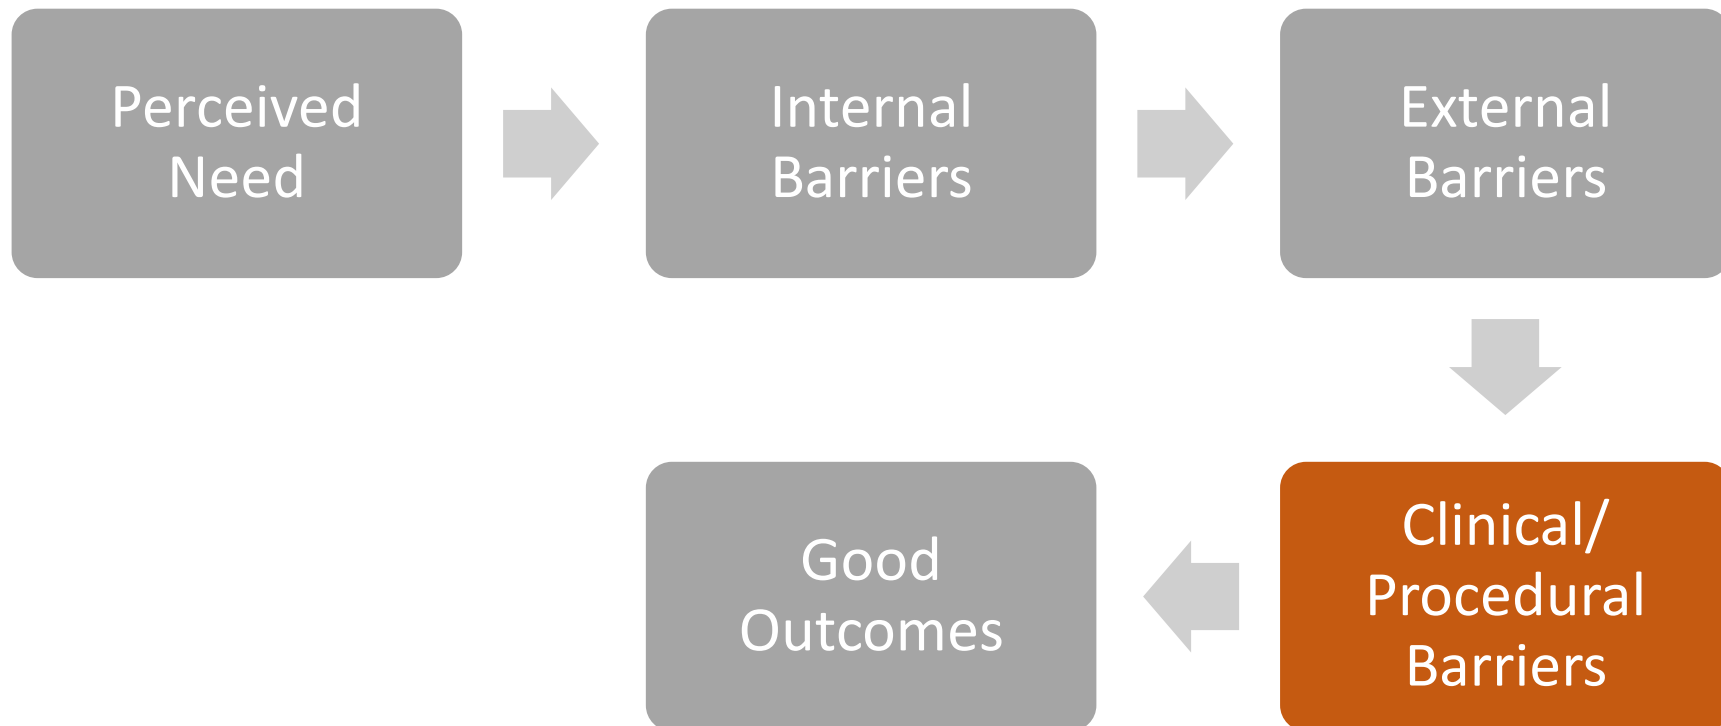 Perceived
Need
Internal
Barriers
External
Barriers
Clinical/
Procedural
Barriers
Good
Outcomes